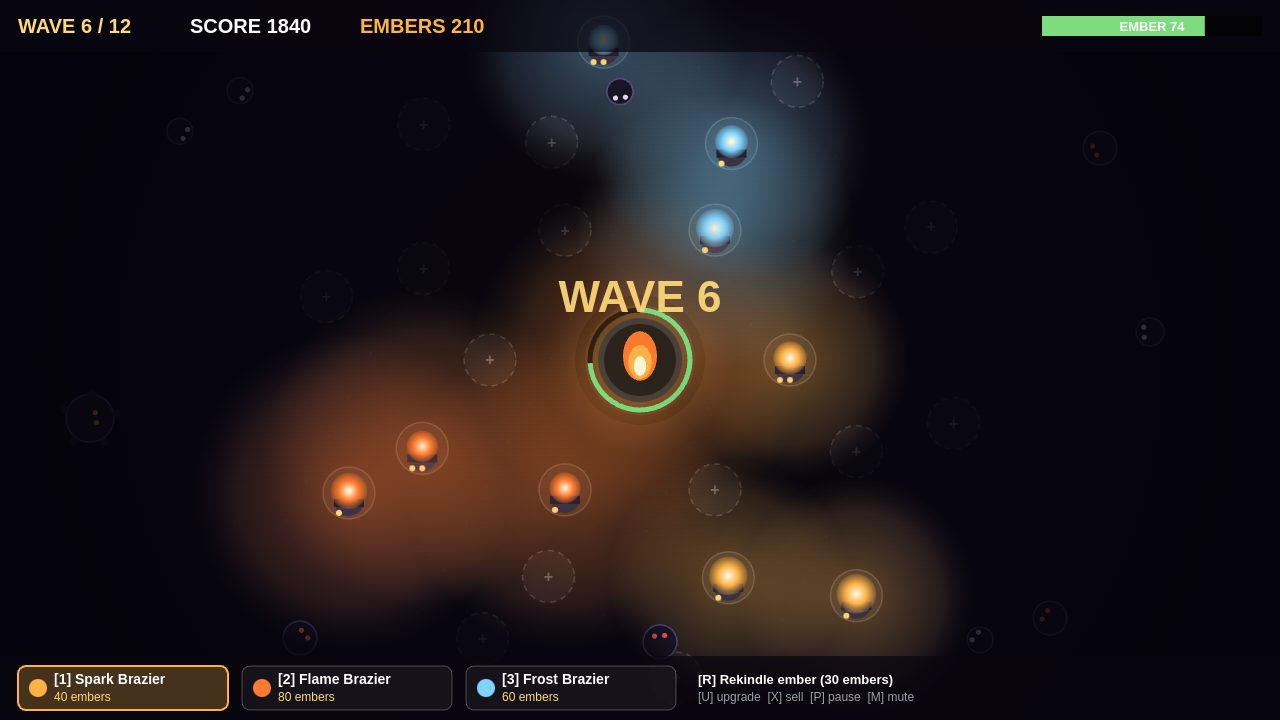 WAVE 6 / 12
SCORE 1840
EMBERS 210
EMBER 74
WAVE 6
[1] Spark Brazier
40 embers
[2] Flame Brazier
80 embers
[3] Frost Brazier
60 embers
[R] Rekindle ember (30 embers)
[U] upgrade [X] sell [P] pause [M] mute